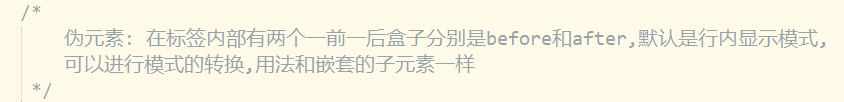 /*
伪元素: 在标签内部有两个一前一后盒子分别是before和after,默认是行内显示模式,
可以进行模式的转换,用法和嵌套的子元素一样
*/